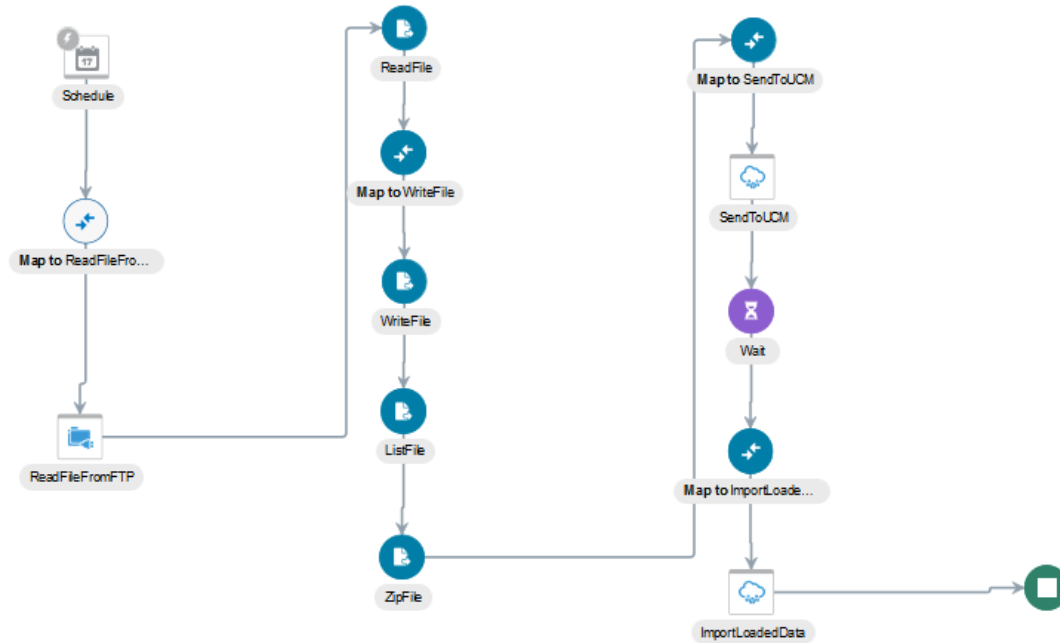 17
Schedule
Map to ReadFileFro...
ReadFileFromFTP
ReadFile
Map to WriteFile
WriteFile
ListFile
ZipFile
Map to SendToUCM
SendToUCM
Wait
Map to ImportLoade...
ImportLoadedData